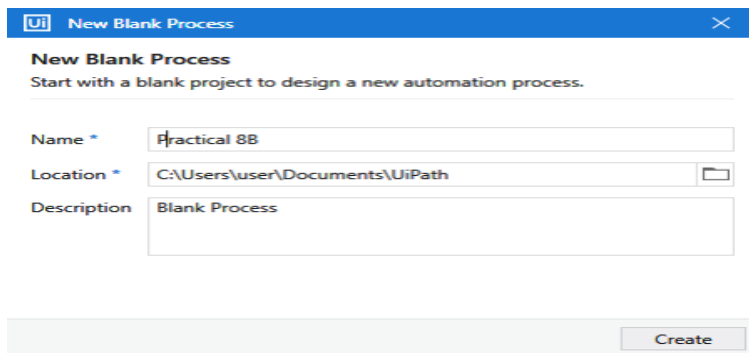 Ui New Blank Process
New Blank Process
Start with a blank project to design a new automation process.
Name * Practical 8B
Location * C:\Users\user\Documents\UiPath
Description Blank Process
Create